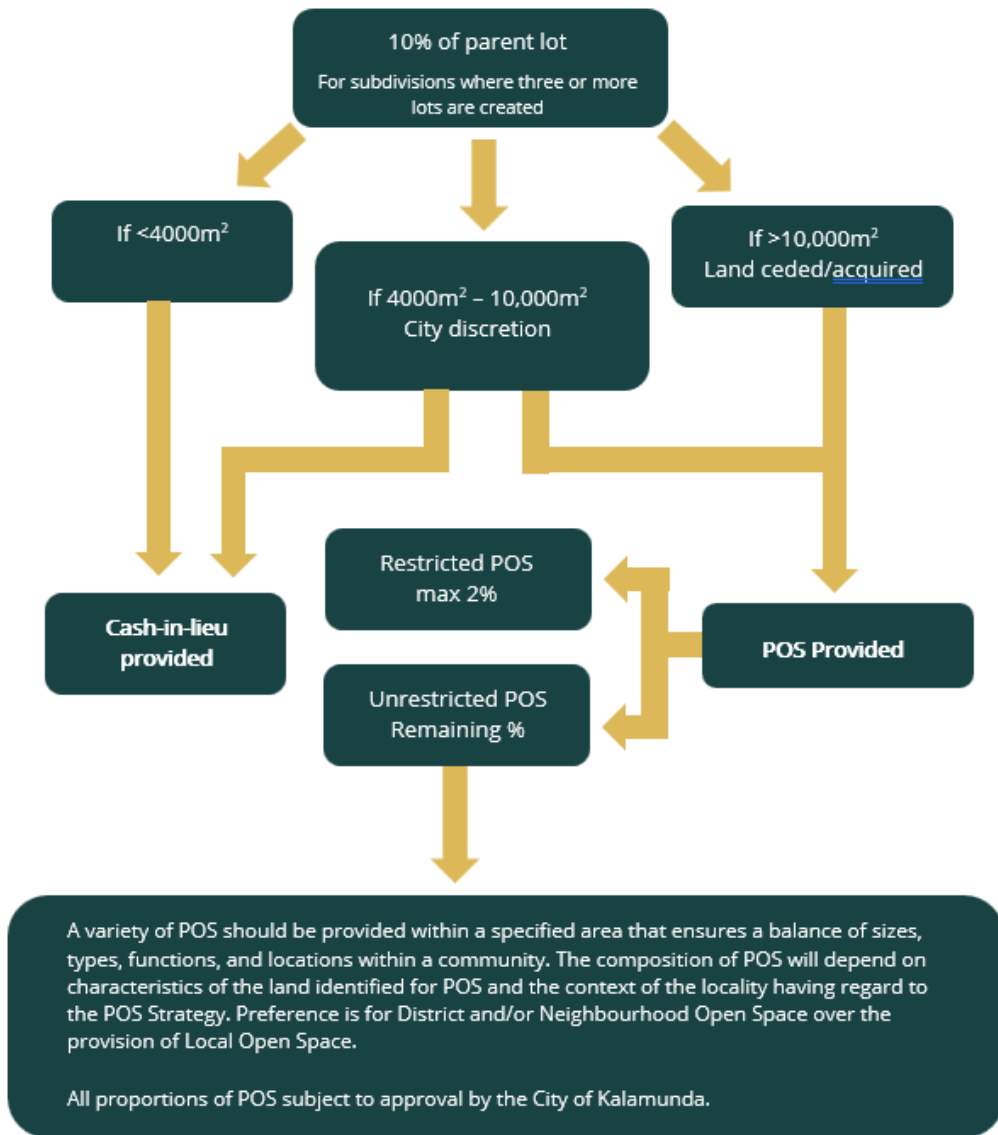 10% of parent lot
For subdivisions where three or more
lots are created
If <4000m²
If 4000m² – 10,000m²
City discretion
If >10,000m²
Land ceded/acquired
Restricted POS
max 2%
Cash-in-lieu
provided
POS Provided
Unrestricted POS
Remaining %
A variety of POS should be provided within a specified area that ensures a balance of sizes,
types, functions, and locations within a community. The composition of POS will depend on
characteristics of the land identified for POS and the context of the locality having regard to
the POS Strategy. Preference is for District and/or Neighbourhood Open Space over the
provision of Local Open Space.
All proportions of POS subject to approval by the City of Kalamunda.